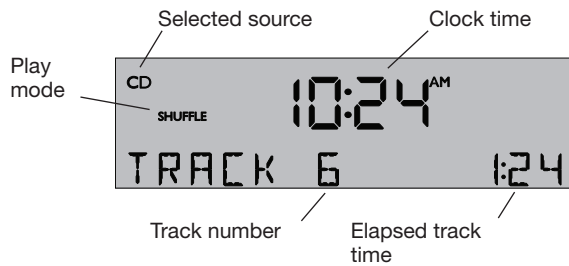 Selected source
Clock time
Play
mode
CD
10:24 AM
SHUFFLE
TRACK 6 1:24
Track number
Elapsed track
time